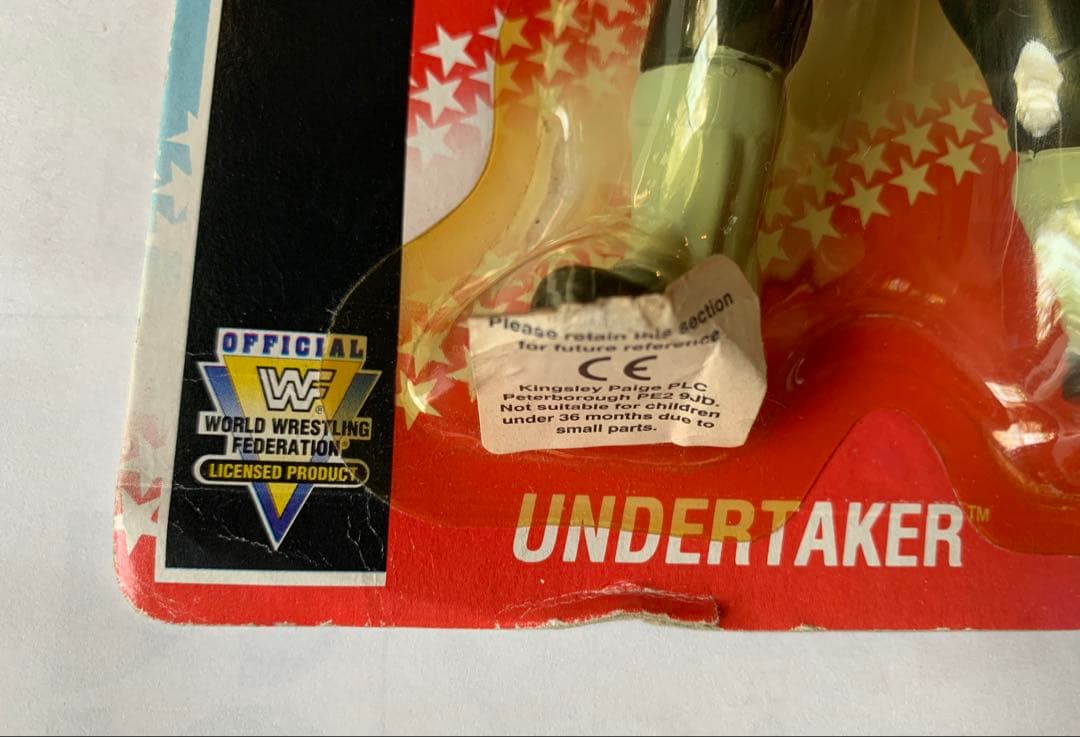 OFFICIAL
WF
®
WORLD WRESTLING
FEDERATION®
LICENSED PRODUCT
Please retain this section
for future reference
CE
Kingsley Paige PLC
Peterborough PE2 9JD.
Not suitable for children
under 36 months due to
small parts.
UNDERTAKER™